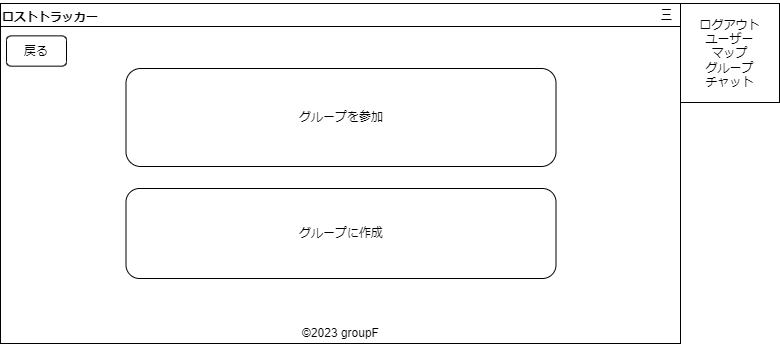 ロストトラッカー 三
戻る
グループを参加
グループに作成
©2023 groupF
ログアウト
ユーザー
マップ
グループ
チャット